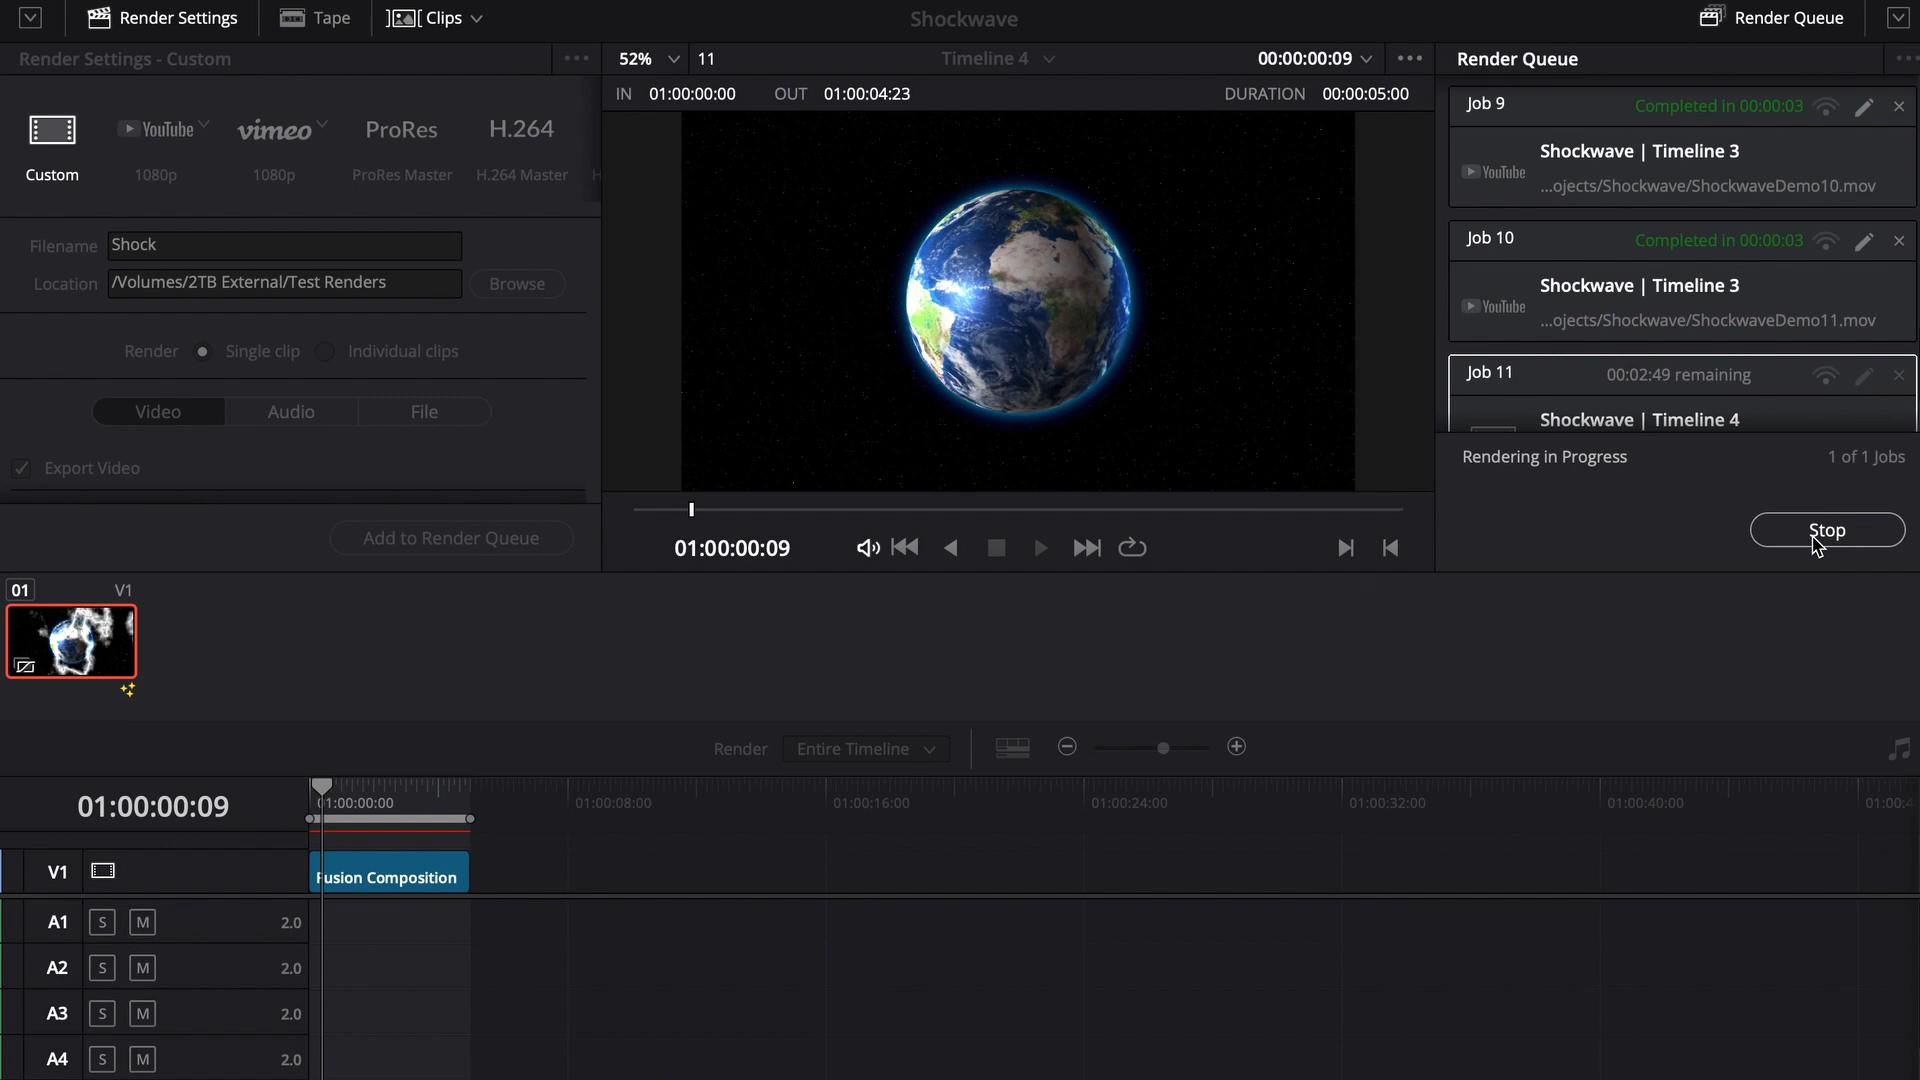 Render Settings
Tape
Clips
Shockwave
Render Queue
Render Settings - Custom
52%
11
Timeline 4
00:00:00:09
Render Queue
IN 01:00:00:00
OUT 01:00:04:23
DURATION 00:00:05:00
Custom
YouTube
1080p
vimeo
1080p
ProRes
ProRes Master
H.264
H.264 Master
H
Filename Shock
Location /Volumes/2TB External/Test Renders
Browse
Render Single clip Individual clips
Video Audio File
Export Video
Add to Render Queue
01:00:00:09
Job 9 Completed in 00:00:03
Shockwave | Timeline 3
YouTube
...ojects/Shockwave/ShockwaveDemo10.mov
Job 10 Completed in 00:00:03
Shockwave | Timeline 3
YouTube
...ojects/Shockwave/ShockwaveDemo11.mov
Job 11 00:02:49 remaining
Shockwave | Timeline 4
Rendering in Progress 1 of 1 Jobs
Stop
01 V1
Render Entire Timeline
01:00:00:09
01:00:00:00 01:00:08:00 01:00:16:00 01:00:24:00 01:00:32:00 01:00:40:00 01:00:4
V1
Fusion Composition
A1 S M 2.0
A2 S M 2.0
A3 S M 2.0
A4 S M 2.0